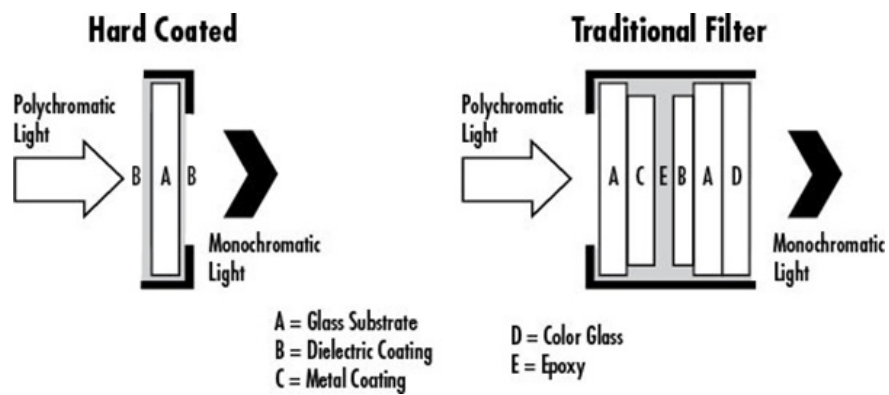 Hard Coated
Polychromatic
Light
B A B
Monochromatic
Light
Traditional Filter
Polychromatic
Light
A C E B A D
Monochromatic
Light
A = Glass Substrate
B = Dielectric Coating
C = Metal Coating
D = Color Glass
E = Epoxy